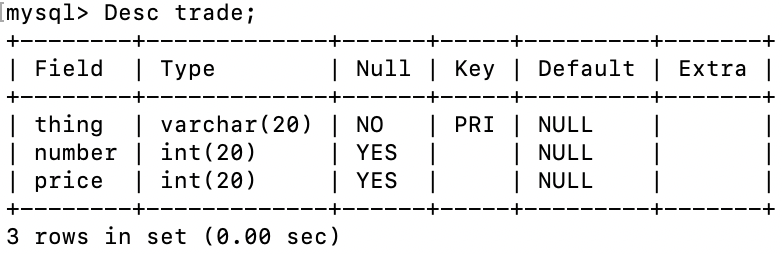 mysql> Desc trade;
+--------+-------------+------+-----+---------+-------+
| Field  | Type        | Null | Key | Default | Extra |
+--------+-------------+------+-----+---------+-------+
| thing  | varchar(20) | NO   | PRI | NULL    |       |
| number | int(20)     | YES  |     | NULL    |       |
| price  | int(20)     | YES  |     | NULL    |       |
+--------+-------------+------+-----+---------+-------+
3 rows in set (0.00 sec)